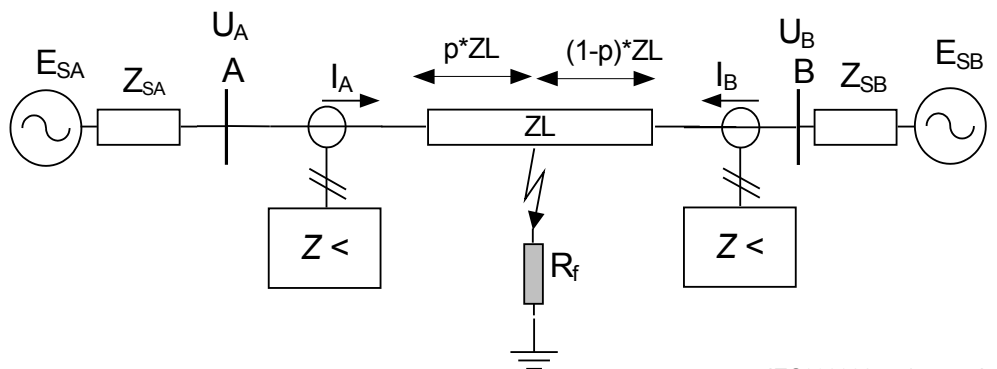 E_SA
Z_SA
U_A
A
I_A
p*ZL
(1-p)*ZL
ZL
I_B
U_B
B
Z_SB
E_SB
Z <
Z <
R_f